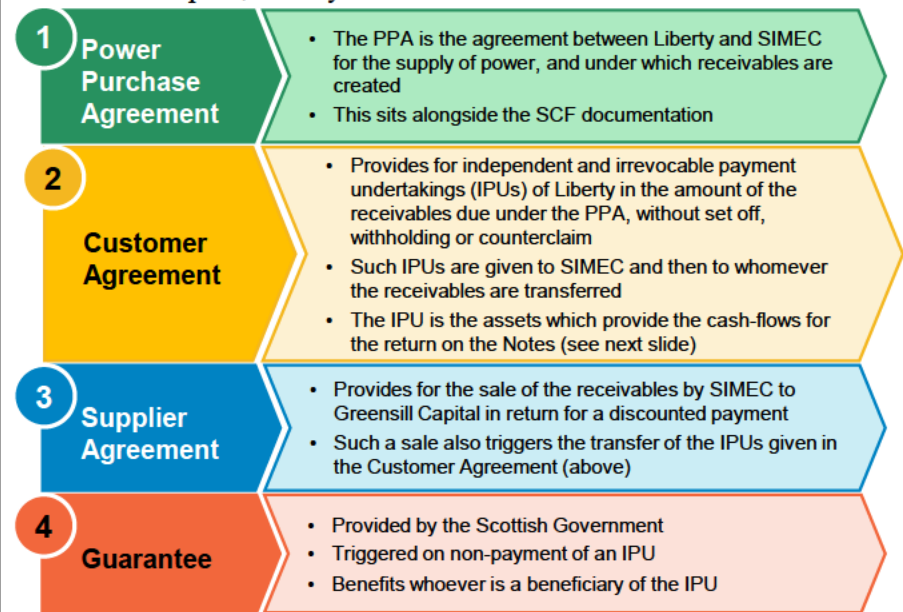 1
Power
Purchase
Agreement
• The PPA is the agreement between Liberty and SIMEC
for the supply of power, and under which receivables are
created
• This sits alongside the SCF documentation
2
Customer
Agreement
• Provides for independent and irrevocable payment
undertakings (IPUs) of Liberty in the amount of the
receivables due under the PPA, without set off,
withholding or counterclaim
• Such IPUs are given to SIMEC and then to whomever
the receivables are transferred
• The IPU is the assets which provide the cash-flows for
the return on the Notes (see next slide)
3
Supplier
Agreement
• Provides for the sale of the receivables by SIMEC to
Greensill Capital in return for a discounted payment
• Such a sale also triggers the transfer of the IPUs given in
the Customer Agreement (above)
4
Guarantee
• Provided by the Scottish Government
• Triggered on non-payment of an IPU
• Benefits whoever is a beneficiary of the IPU